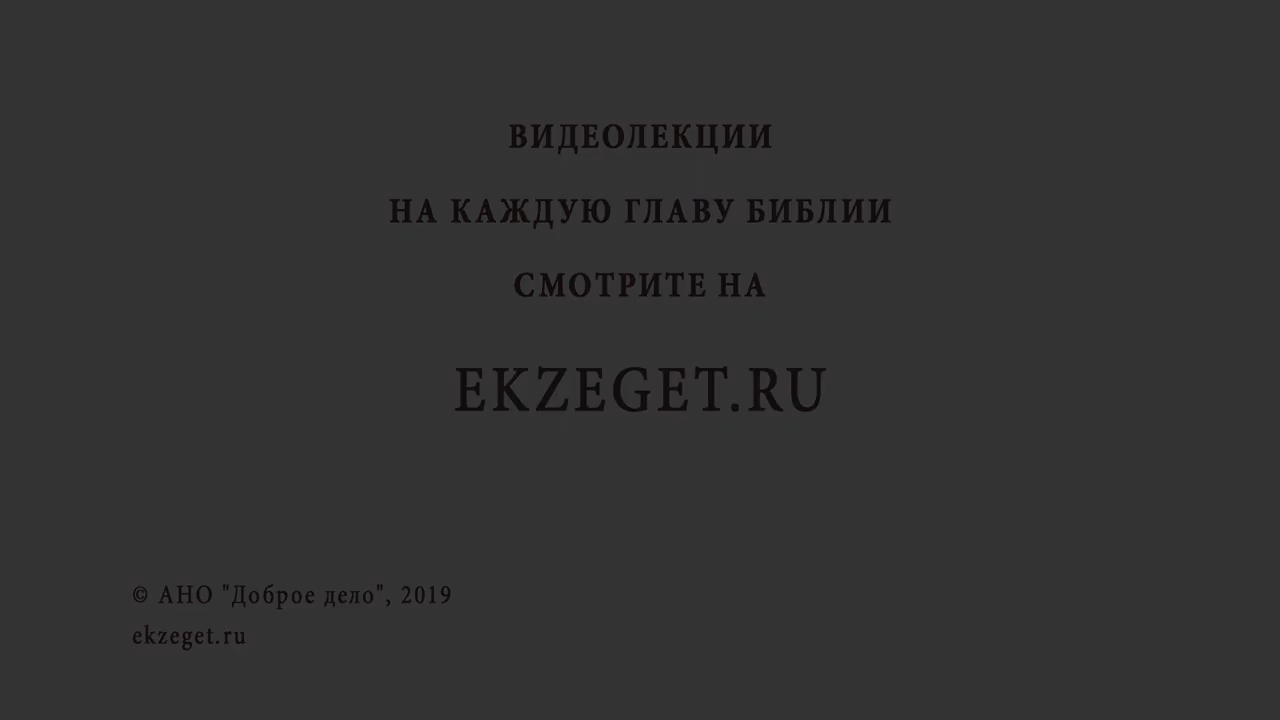 ВИДЕОЛЕКЦИИ
НА КАЖДУЮ ГЛАВУ БИБЛИИ
СМОТРИТЕ НА
EKZEGET.RU
© АНО "Доброе дело", 2019
ekzeget.ru